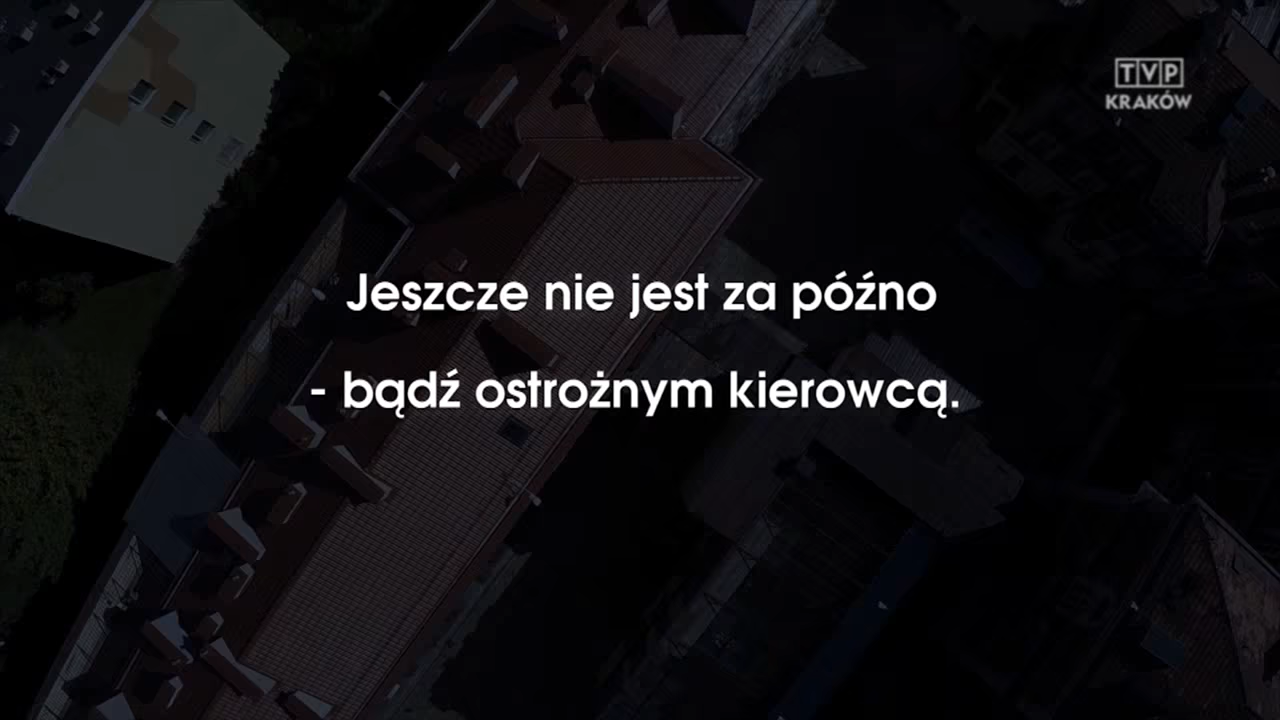 TVP
KRAKÓW
Jeszcze nie jest za późno
- bądź ostrożnym kierowcą.